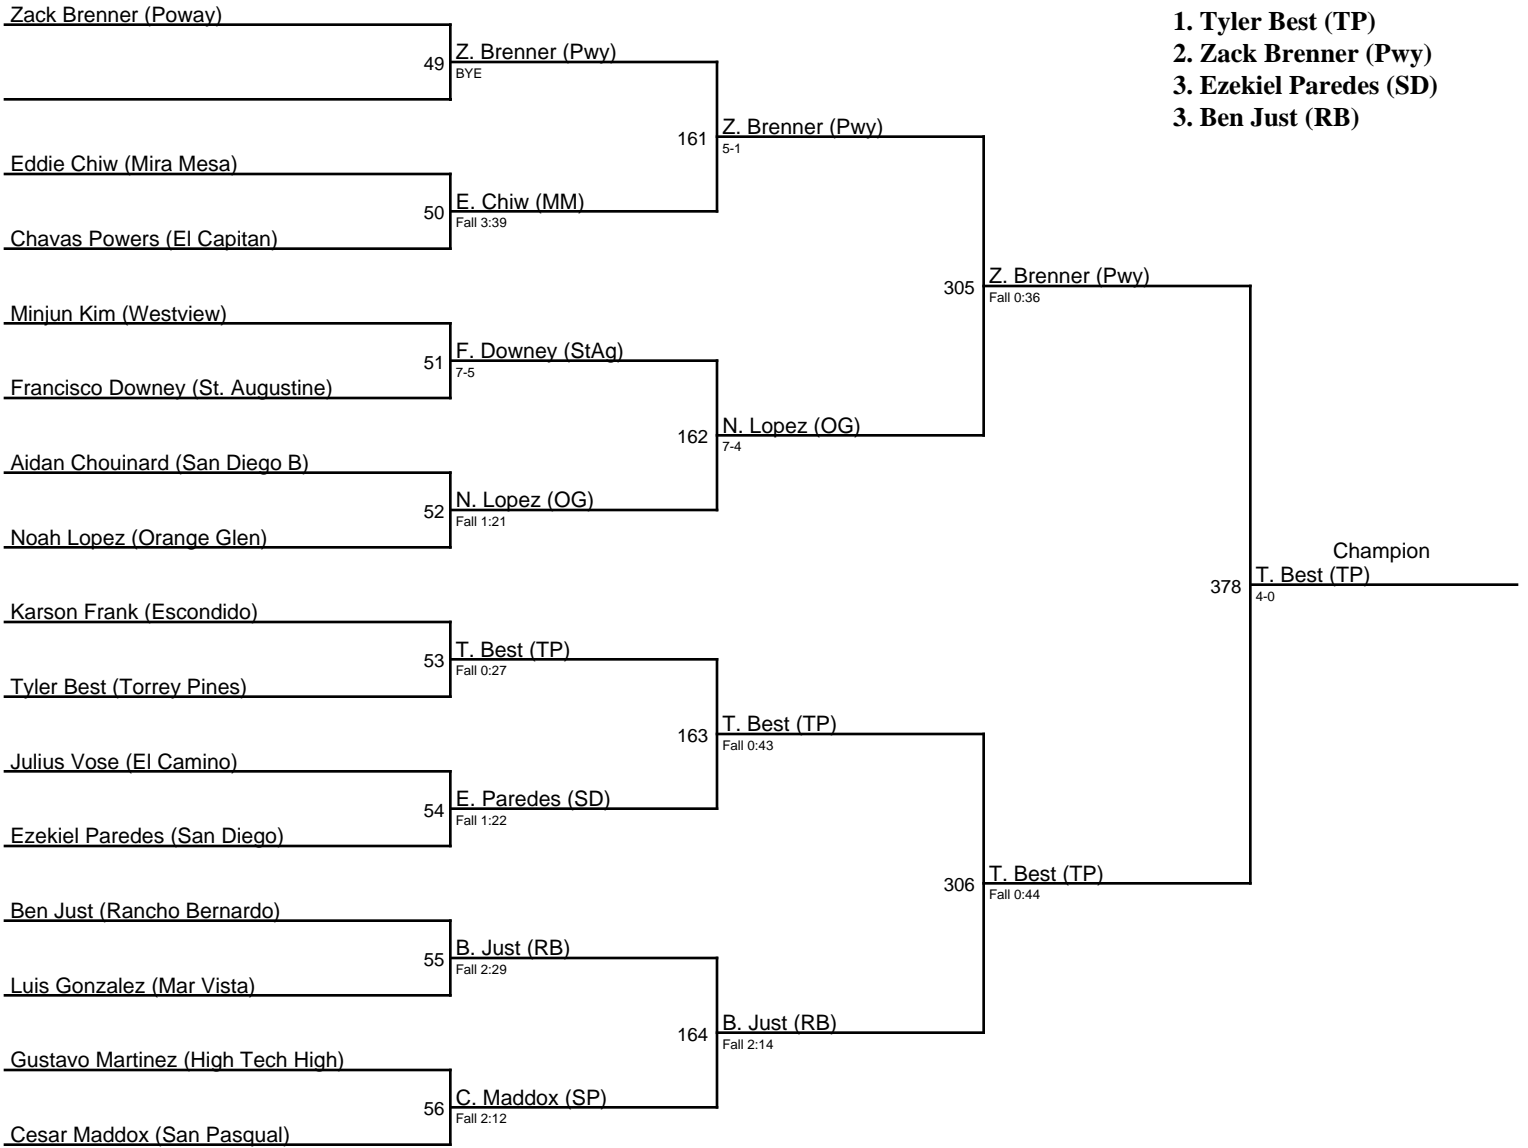 Zack Brenner (Poway)
49
Z. Brenner (Pwy)
BYE
Eddie Chiw (Mira Mesa)
50
E. Chiw (MM)
Fall 3:39
Chavas Powers (El Capitan)
161
Z. Brenner (Pwy)
5-1
Minjun Kim (Westview)
51
F. Downey (StAg)
7-5
Francisco Downey (St. Augustine)
Aidan Chouinard (San Diego B)
52
N. Lopez (OG)
Fall 1:21
Noah Lopez (Orange Glen)
162
N. Lopez (OG)
7-4
305
Z. Brenner (Pwy)
Fall 0:36
Karson Frank (Escondido)
53
T. Best (TP)
Fall 0:27
Tyler Best (Torrey Pines)
Julius Vose (El Camino)
54
E. Paredes (SD)
Fall 1:22
Ezekiel Paredes (San Diego)
163
T. Best (TP)
Fall 0:43
Ben Just (Rancho Bernardo)
55
B. Just (RB)
Fall 2:29
Luis Gonzalez (Mar Vista)
Gustavo Martinez (High Tech High)
56
C. Maddox (SP)
Fall 2:12
Cesar Maddox (San Pasqual)
164
B. Just (RB)
Fall 2:14
306
T. Best (TP)
Fall 0:44
378
Champion
T. Best (TP)
4-0
1. Tyler Best (TP)
2. Zack Brenner (Pwy)
3. Ezekiel Paredes (SD)
3. Ben Just (RB)